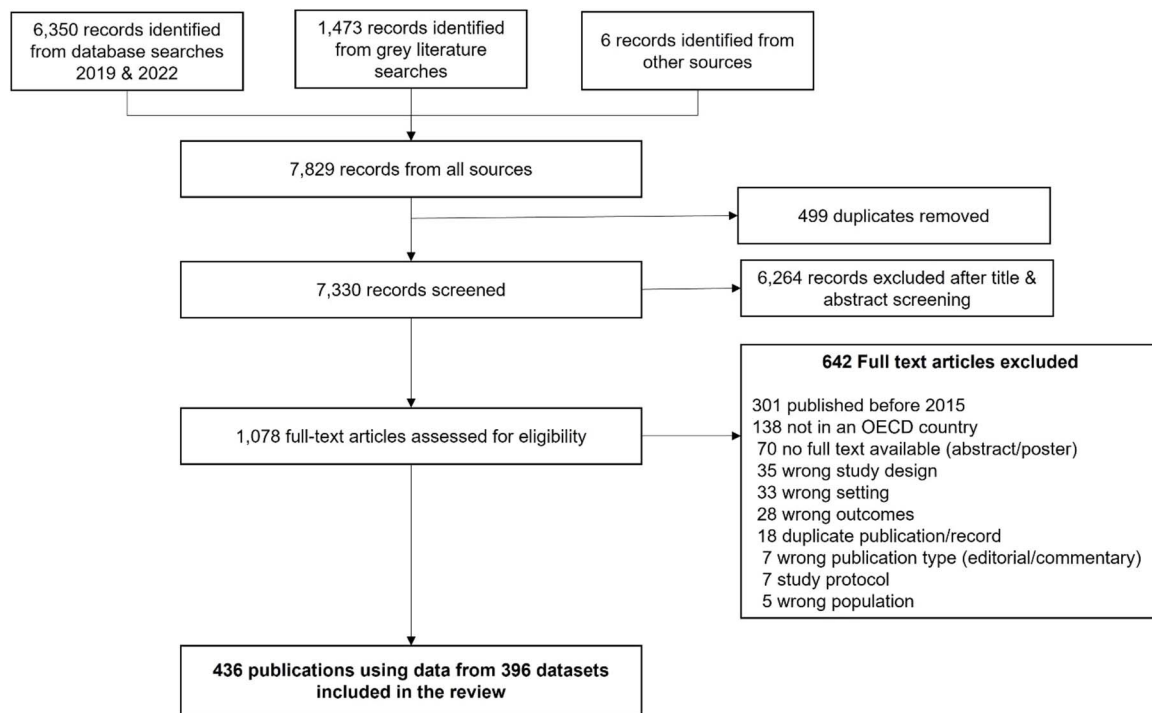 6,350 records identified
from database searches
2019 & 2022
1,473 records identified
from grey literature
searches
6 records identified from
other sources
7,829 records from all sources
499 duplicates removed
7,330 records screened
6,264 records excluded after title &
abstract screening
1,078 full-text articles assessed for eligibility
642 Full text articles excluded
301 published before 2015
138 not in an OECD country
70 no full text available (abstract/poster)
35 wrong study design
33 wrong setting
28 wrong outcomes
18 duplicate publication/record
7 wrong publication type (editorial/commentary)
7 study protocol
5 wrong population
436 publications using data from 396 datasets
included in the review